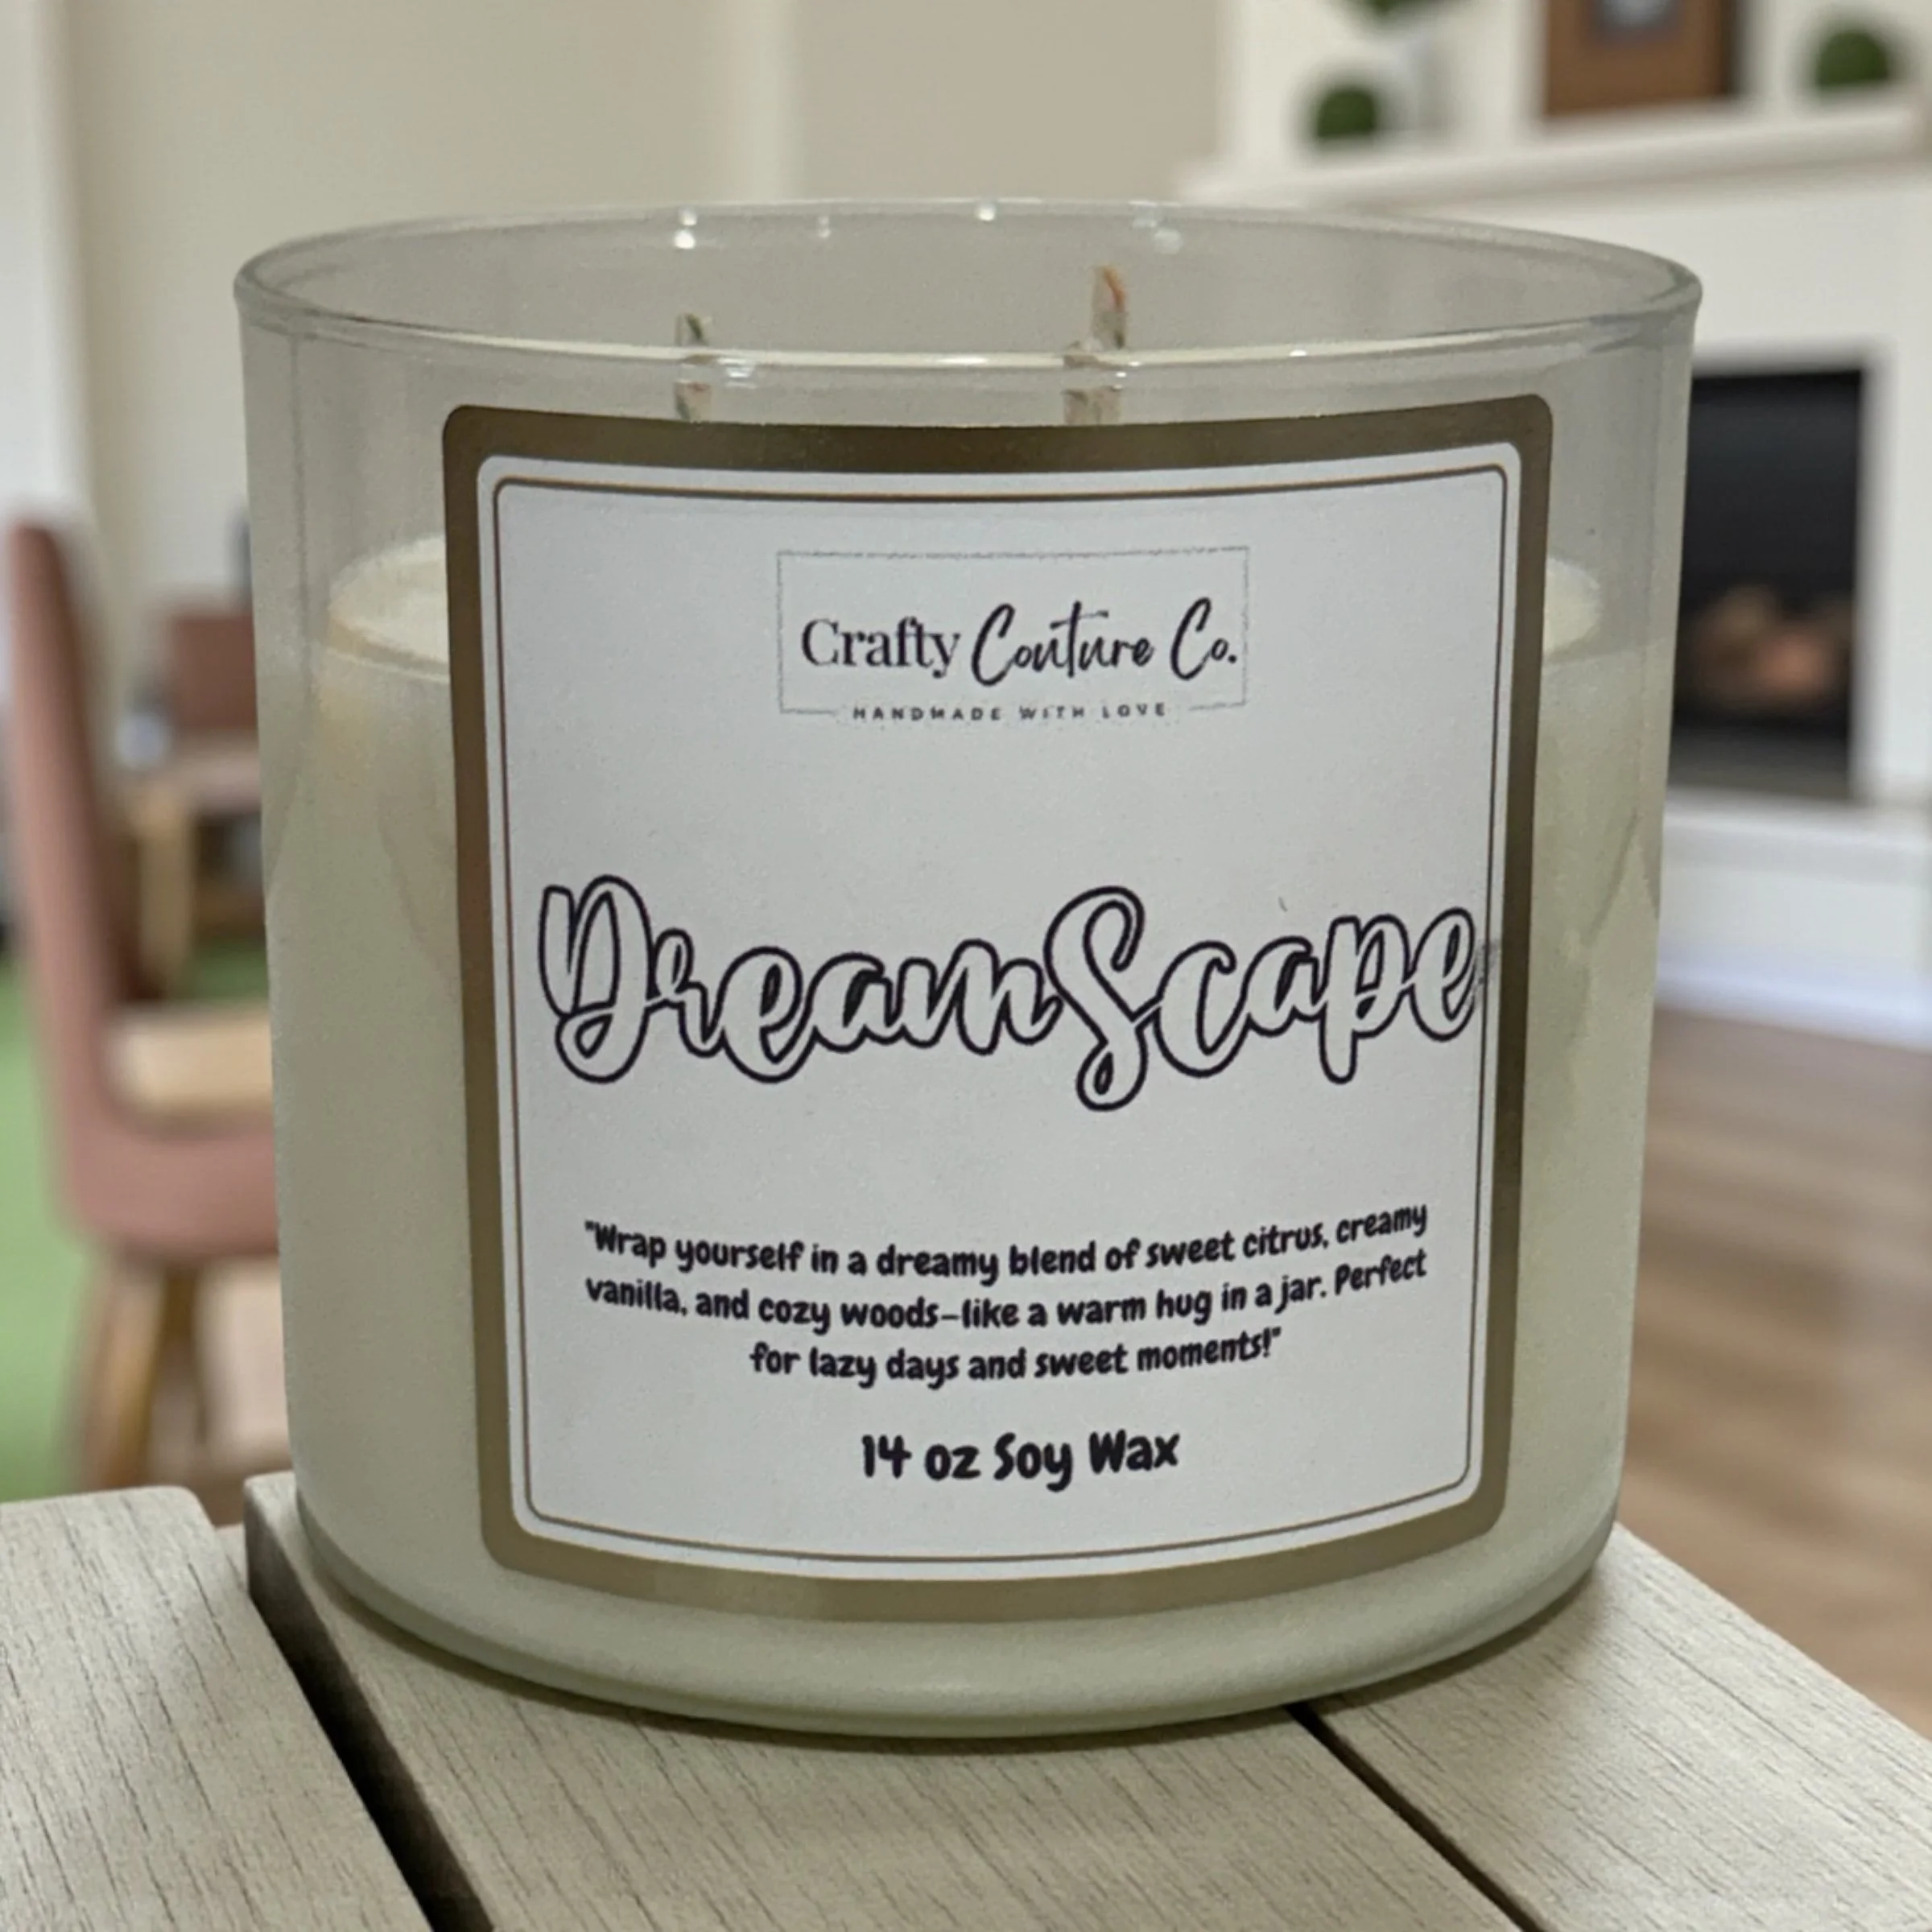 Crafty Couture Co.
HANDMADE WITH LOVE
DreamScape
"Wrap yourself in a dreamy blend of sweet citrus, creamy
vanilla, and cozy woods–like a warm hug in a jar. Perfect
for lazy days and sweet moments!"
14 oz Soy Wax